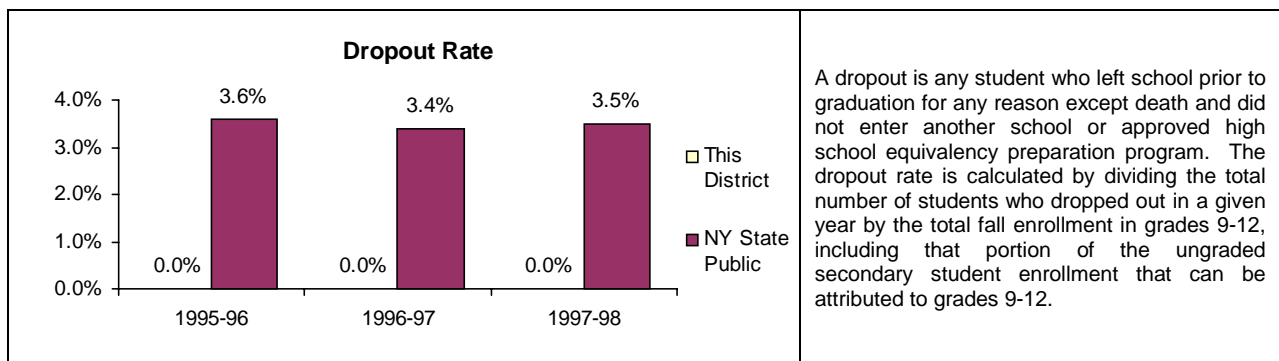 Dropout Rate
4.0%
3.0%
2.0%
1.0%
0.0%
3.6%
3.4%
3.5%
0.0%
0.0%
0.0%
1995-96
1996-97
1997-98
This
District
NY State
Public
A dropout is any student who left school prior to
graduation for any reason except death and did
not enter another school or approved high
school equivalency preparation program. The
dropout rate is calculated by dividing the total
number of students who dropped out in a given
year by the total fall enrollment in grades 9-12,
including that portion of the ungraded
secondary student enrollment that can be
attributed to grades 9-12.